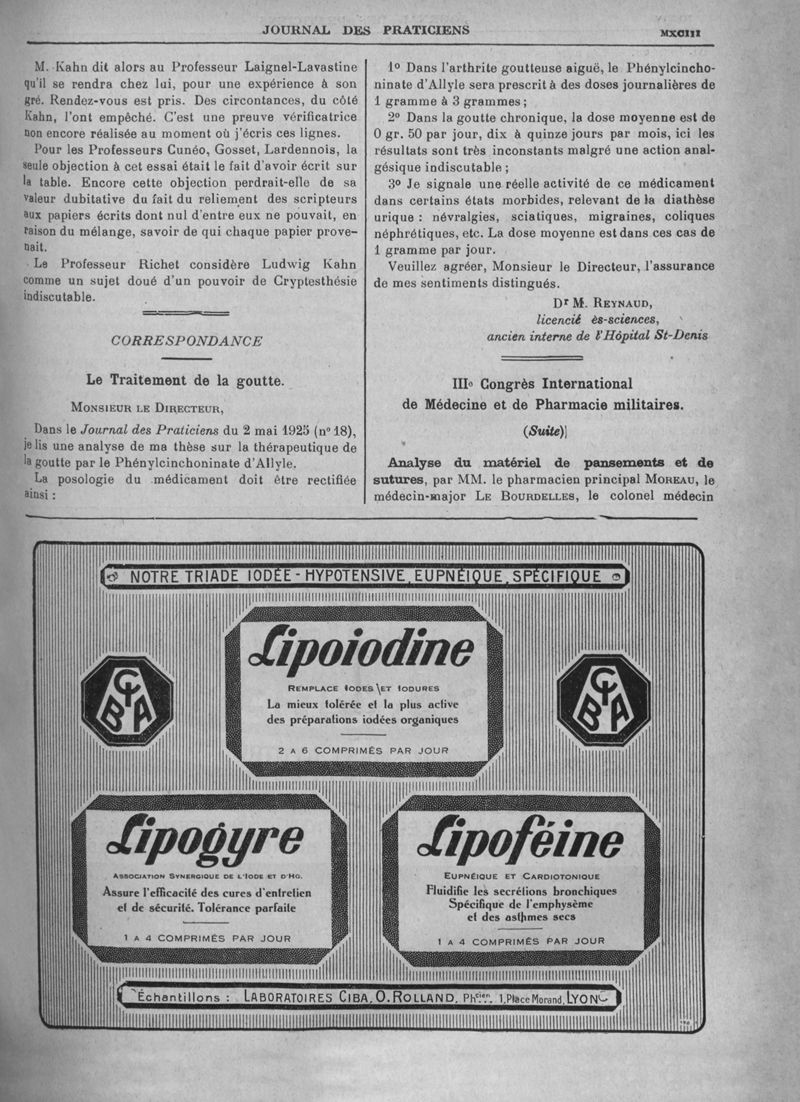 JOURNAL DES PRATICIENS
MXCIII
M. Kahn dit alors au Professeur Laignel-Lavastine
qu'il se rendra chez lui, pour une expérience à son
gré. Rendez-vous est pris. Des circontances, du côté
Kahn, l'ont empêché. C'est une preuve vérificatrice
non encore réalisée au moment où j'écris ces lignes.
Pour les Professeurs Cunéo, Gosset, Lardennois, la
seule objection à cet essai était le fait d'avoir écrit sur
la table. Encore cette objection perdrait-elle de sa
valeur dubitative du fait du reliement des scripteurs
aux papiers écrits dont nul d'entre eux ne pouvait, en
raison du mélange, savoir de qui chaque papier prove-
nait.
Le Professeur Richet considère Ludwig Kahn
comme un sujet doué d'un pouvoir de Cryptesthésie
indiscutable.
CORRESPONDANCE
Le Traitement de la goutte.
MONSIEUR LE DIRECTEUR,
Dans le Journal des Praticiens du 2 mai 1925 (n° 18),
je lis une analyse de ma thèse sur la thérapeutique de
la goutte par le Phénylcinchoninate d'Allyle.
La posologie du médicament doit être rectifiée
ainsi :
1° Dans l'arthrite goutteuse aiguë, le Phénylcincho-
ninate d'Allyle sera prescrit à des doses journalières de
1 gramme à 3 grammes ;
2° Dans la goutte chronique, la dose moyenne est de
0 gr. 50 par jour, dix à quinze jours par mois, ici les
résultats sont très inconstants malgré une action anal-
gésique indiscutable ;
3° Je signale une réelle activité de ce médicament
dans certains états morbides, relevant de la diathèse
urique : névralgies, sciatiques, migraines, coliques
néphrétiques, etc. La dose moyenne est dans ces cas de
1 gramme par jour.
Veuillez agréer, Monsieur le Directeur, l'assurance
de mes sentiments distingués.
Dr M. REYNAUD,
licencié ès-sciences,
ancien interne de l'Hôpital St-Denis
IIIe Congrès International
de Médecine et de Pharmacie militaires.
(Suite)
Analyse du matériel de pansements et de
sutures, par MM. le pharmacien principal MOREAU, le
médecin-major LE BOURDELLES, le colonel médecin
NOTRE TRIADE IODÉE - HYPOTENSIVE, EUPNÉIQUE, SPÉCIFIQUE
Lipoiodine
REMPLACE IODES ET IODURES
La mieux tolérée et la plus active
des préparations iodées organiques
2 A 6 COMPRIMÉS PAR JOUR
CIBA
CIBA
Lipogyre
ASSOCIATION SYNERGIQUE DE L'IODE ET D'HG.
Assure l'efficacité des cures d'entretien
et de sécurité. Tolérance parfaite
1 A 4 COMPRIMÉS PAR JOUR
Lipoféine
EUPNÉIQUE ET CARDIOTONIQUE
Fluidifie les secrétions bronchiques
Spécifique de l'emphysème
et des asthmes secs
1 A 4 COMPRIMÉS PAR JOUR
Échantillons : LABORATOIRES CIBA, O. ROLLAND, Phcien, 1, Place Morand, LYON